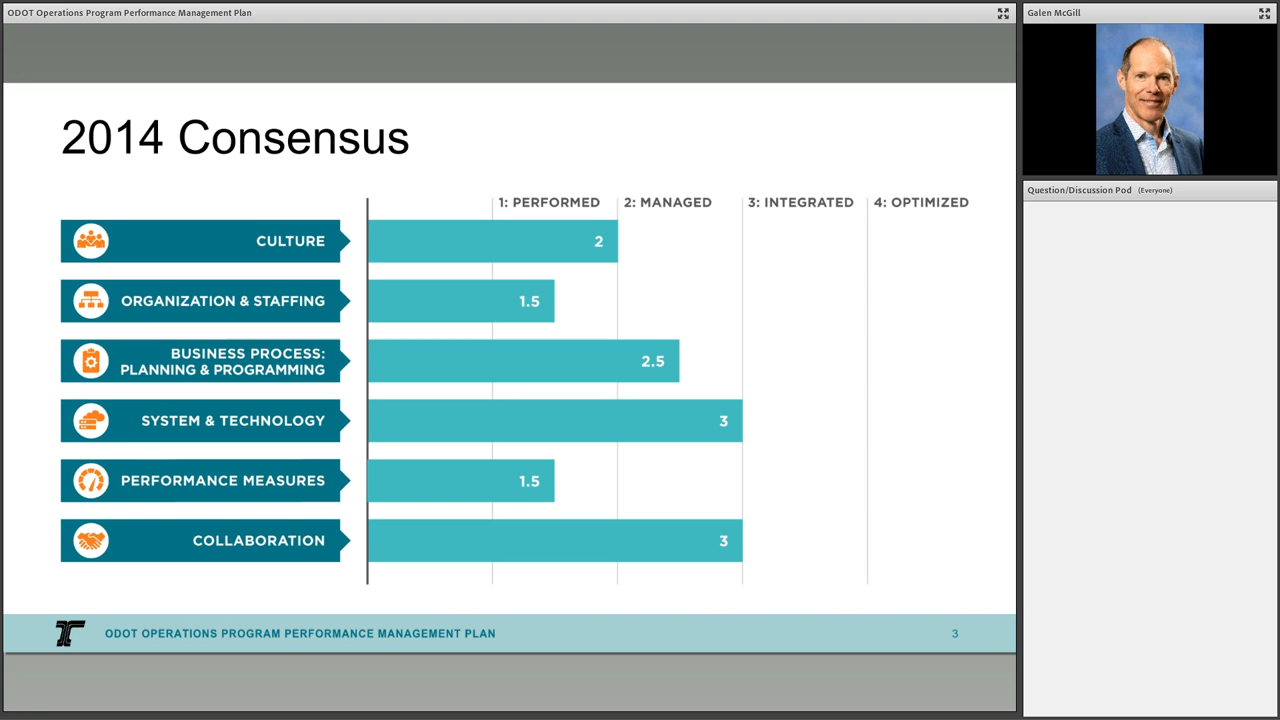 ODOT Operations Program Performance Management Plan
2014 Consensus
1: PERFORMED 2: MANAGED 3: INTEGRATED 4: OPTIMIZED
CULTURE 2
ORGANIZATION & STAFFING 1.5
BUSINESS PROCESS:
PLANNING & PROGRAMMING 2.5
SYSTEM & TECHNOLOGY 3
PERFORMANCE MEASURES 1.5
COLLABORATION 3
ODOT OPERATIONS PROGRAM PERFORMANCE MANAGEMENT PLAN 3
Galen McGill
Question/Discussion Pod (Everyone)